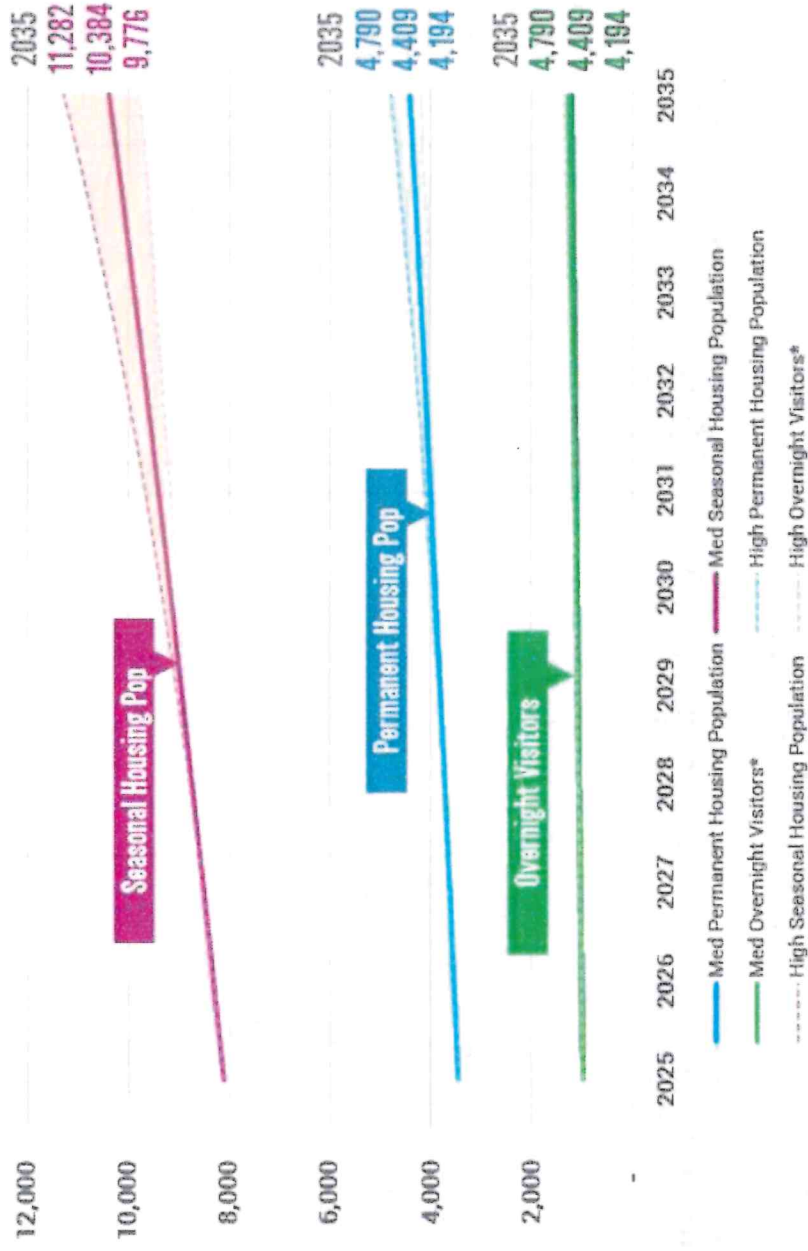 12,000
10,000
8,000
6,000
4,000
2,000
-
Seasonal Housing Pop
Permanent Housing Pop
Overnight Visitors
2035
11,282
10,384
9,776
2035
4,790
4,409
4,194
2035
4,790
4,409
4,194
2025 2026 2027 2028 2029 2030 2031 2032 2033 2034 2035
Med Permanent Housing Population Med Seasonal Housing Population
Med Overnight Visitors* High Permanent Housing Population
High Seasonal Housing Population High Overnight Visitors*